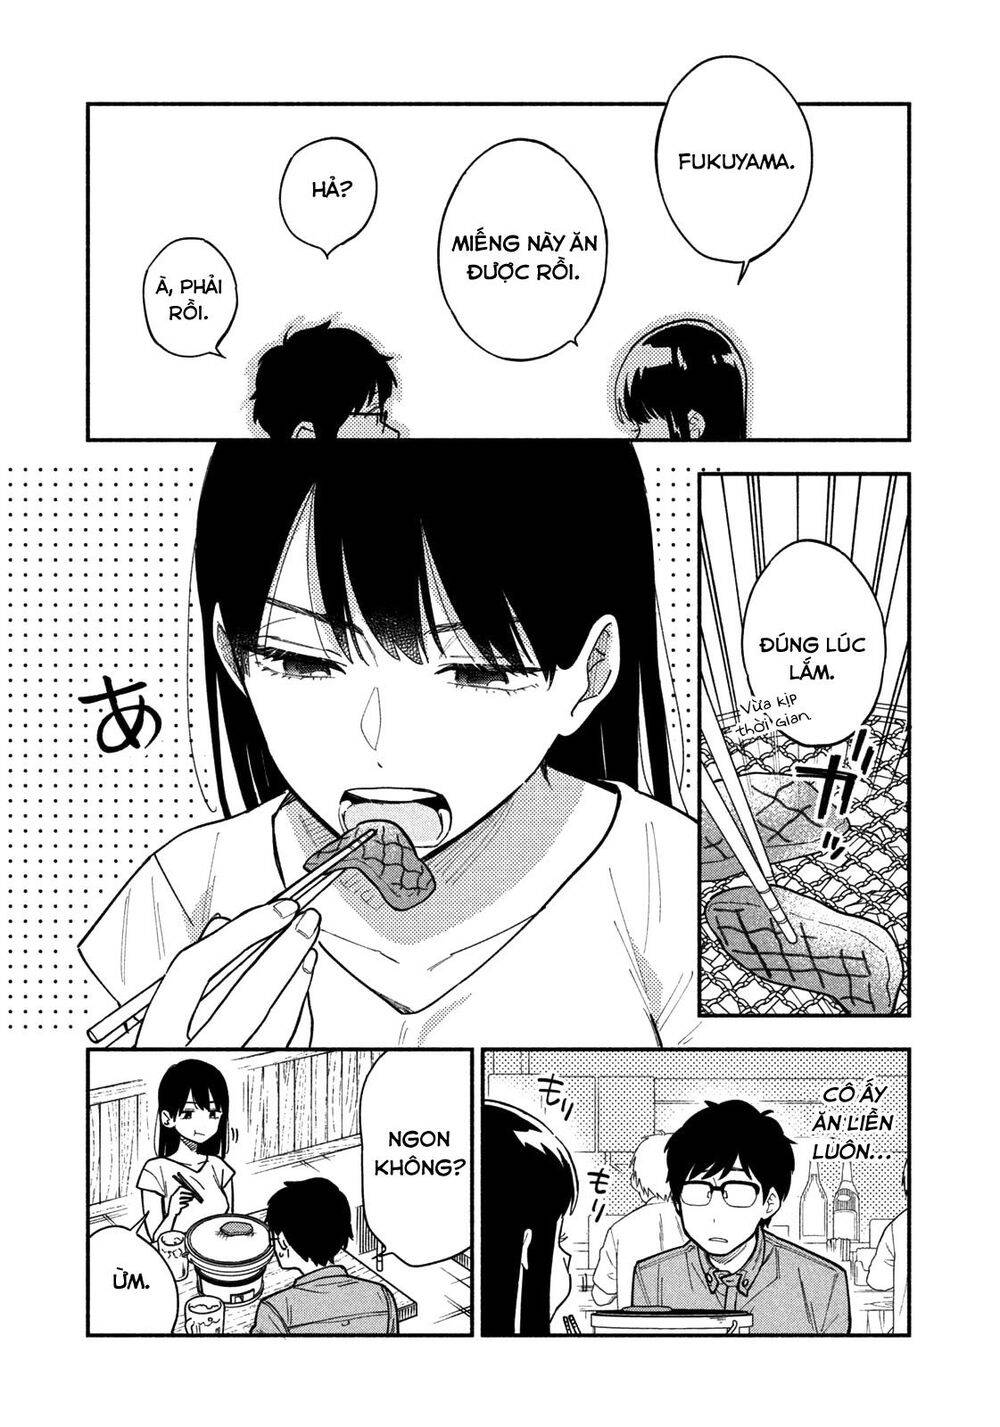 FUKUYAMA.
MIẾNG NÀY ĂN
ĐƯỢC RỒI.
HẢ?
À, PHẢI
RỒI.
ĐÚNG LÚC
LẮM.
Vừa kịp
thời gian.
あ
CÔ ẤY
ĂN LIỀN
LUÔN...
もり
もり
NGON
KHÔNG?
ỪM.